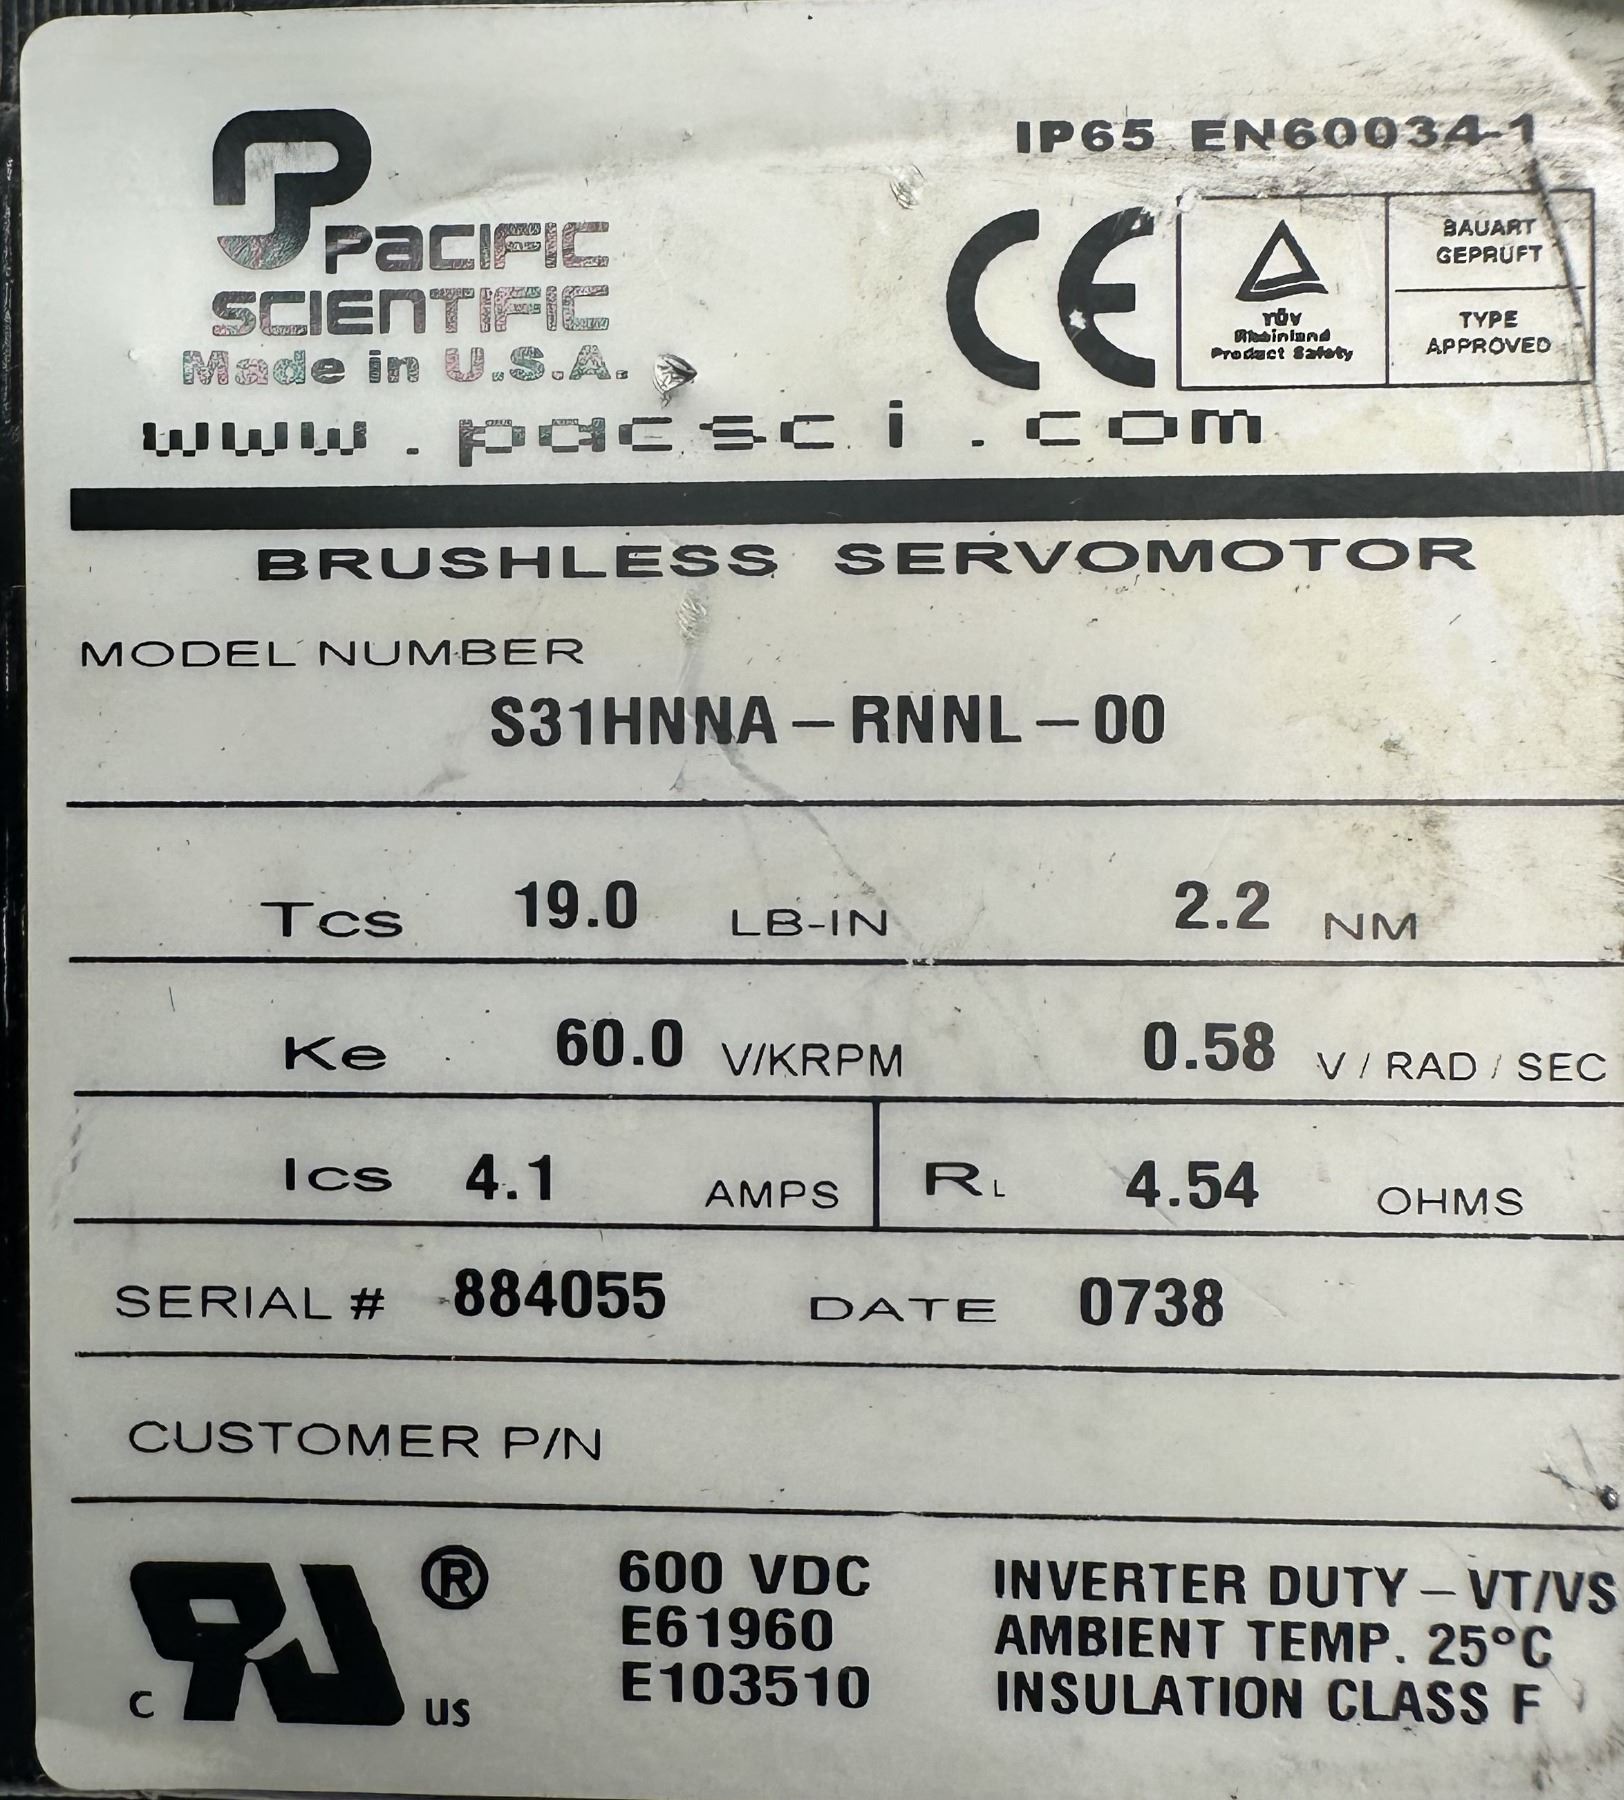 IP65 EN60034-1
PACIFIC
SCIENTIFIC
Made in U.S.A.
www.pacsci.com
CE
TÜV
Rheinland
Product Safety
BAUART
GEPRÜFT
TYPE
APPROVED
BRUSHLESS SERVOMOTOR
MODEL NUMBER
S31HNNA-RNNL-00
Tcs 19.0 LB-IN 2.2 NM
Ke 60.0 V/KRPM 0.58 V/RAD/SEC
Ics 4.1 AMPS RL 4.54 OHMS
SERIAL # 884055 DATE 0738
CUSTOMER P/N
c RU US ®
600 VDC
E61960
E103510
INVERTER DUTY-VT/VS
AMBIENT TEMP. 25°C
INSULATION CLASS F